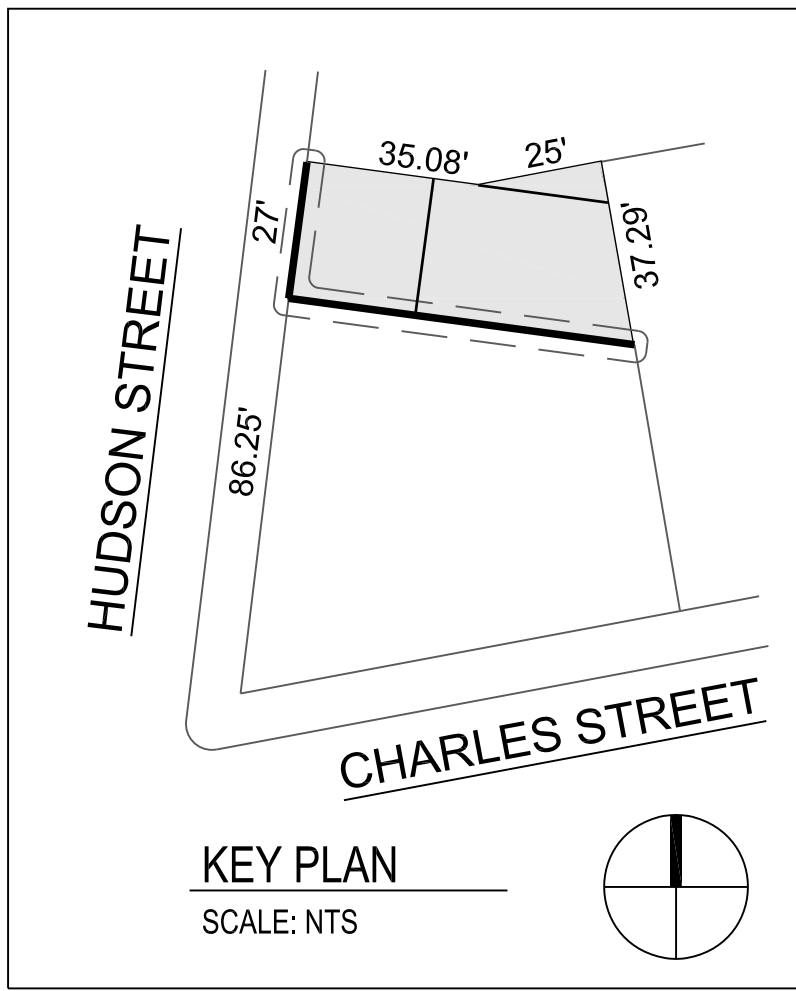 35.08'
25'
27'
37.29'
HUDSON STREET
86.25'
CHARLES STREET
KEY PLAN
SCALE: NTS